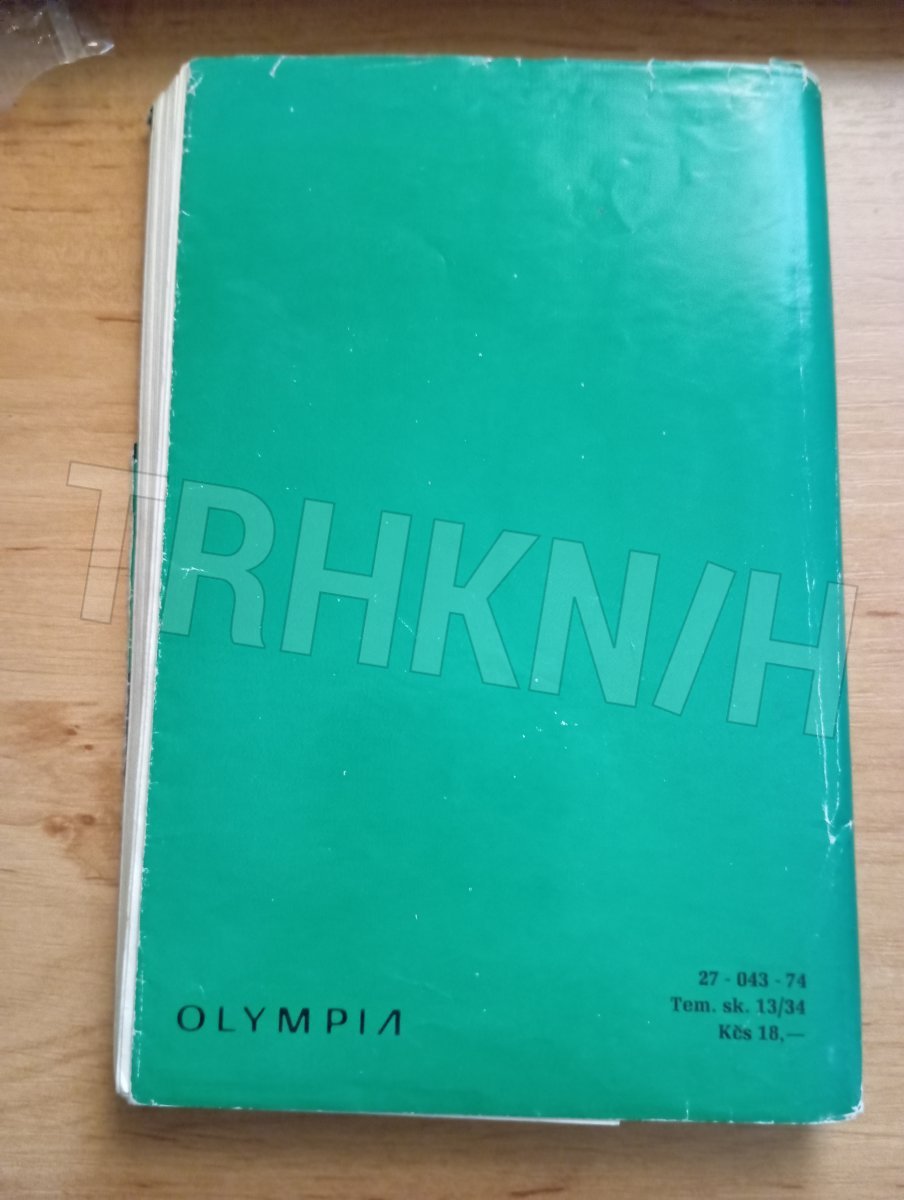 TRHKNIH
27 - 043 - 74
Tem. sk. 13/34
OLYMPIA
Kčs 18,—